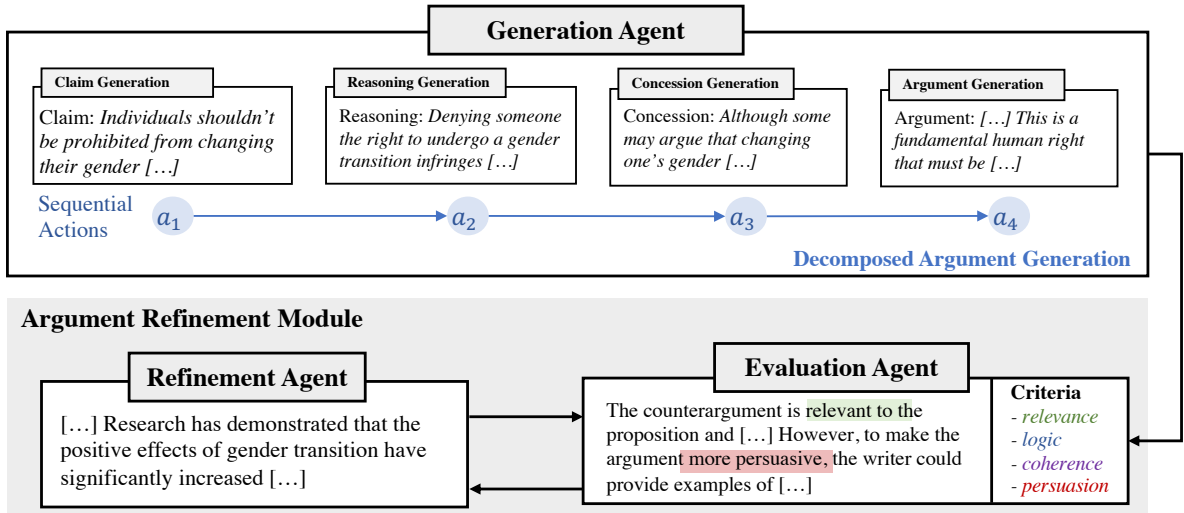 Generation Agent
Claim Generation
Claim: Individuals shouldn't
be prohibited from changing
their gender […]
Reasoning Generation
Reasoning: Denying someone
the right to undergo a gender
transition infringes […]
Concession Generation
Concession: Although some
may argue that changing
one's gender […]
Argument Generation
Argument: […] This is a
fundamental human right
that must be […]
Sequential
Actions
a1
a2
a3
a4
Decomposed Argument Generation
Argument Refinement Module
Refinement Agent
[…] Research has demonstrated that the
positive effects of gender transition have
significantly increased […]
Evaluation Agent
The counterargument is relevant to the
proposition and […] However, to make the
argument more persuasive, the writer could
provide examples of […]
Criteria
- relevance
- logic
- coherence
- persuasion